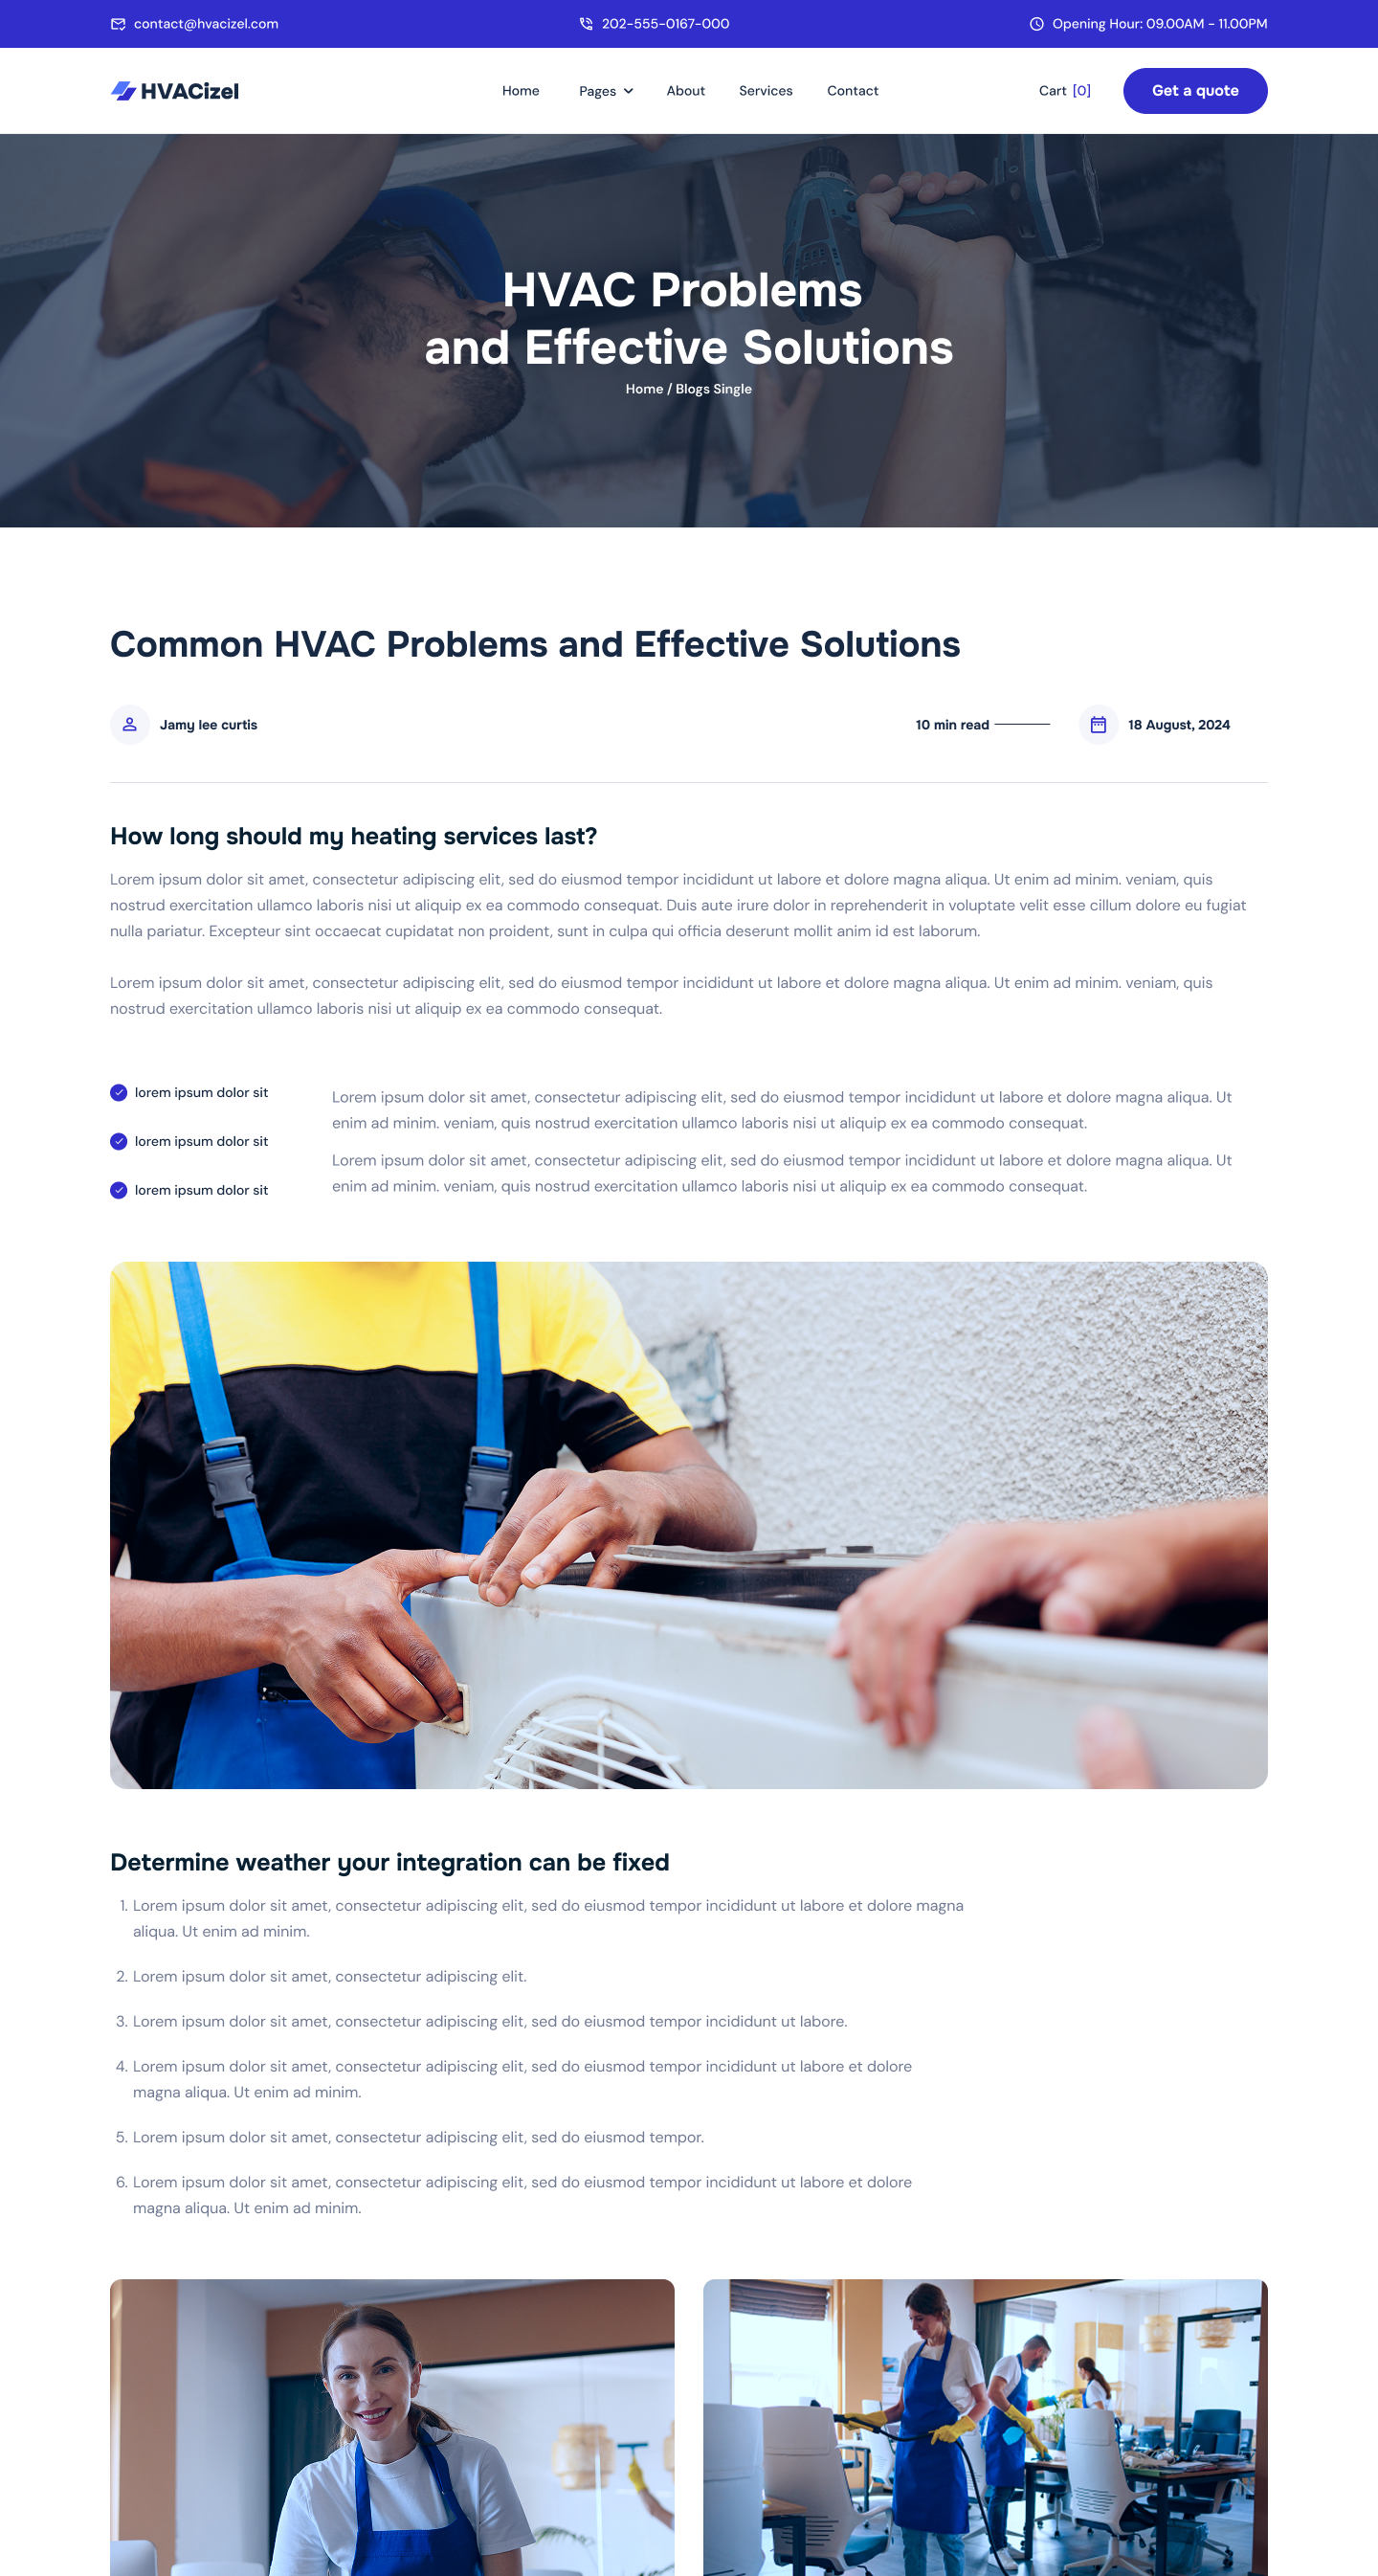 contact@hvacizel.com
202-555-0167-000
Opening Hour: 09.00AM - 11.00PM
HVACizel
Home
Pages
About
Services
Contact
Cart [0]
Get a quote
HVAC Problems
and Effective Solutions
Home / Blogs Single
Common HVAC Problems and Effective Solutions
Jamy lee curtis
10 min read
18 August, 2024
How long should my heating services last?
Lorem ipsum dolor sit amet, consectetur adipiscing elit, sed do eiusmod tempor incididunt ut labore et dolore magna aliqua. Ut enim ad minim. veniam, quis
nostrud exercitation ullamco laboris nisi ut aliquip ex ea commodo consequat. Duis aute irure dolor in reprehenderit in voluptate velit esse cillum dolore eu fugiat
nulla pariatur. Excepteur sint occaecat cupidatat non proident, sunt in culpa qui officia deserunt mollit anim id est laborum.
Lorem ipsum dolor sit amet, consectetur adipiscing elit, sed do eiusmod tempor incididunt ut labore et dolore magna aliqua. Ut enim ad minim. veniam, quis
nostrud exercitation ullamco laboris nisi ut aliquip ex ea commodo consequat.
lorem ipsum dolor sit
lorem ipsum dolor sit
lorem ipsum dolor sit
Lorem ipsum dolor sit amet, consectetur adipiscing elit, sed do eiusmod tempor incididunt ut labore et dolore magna aliqua. Ut
enim ad minim. veniam, quis nostrud exercitation ullamco laboris nisi ut aliquip ex ea commodo consequat.
Lorem ipsum dolor sit amet, consectetur adipiscing elit, sed do eiusmod tempor incididunt ut labore et dolore magna aliqua. Ut
enim ad minim. veniam, quis nostrud exercitation ullamco laboris nisi ut aliquip ex ea commodo consequat.
Determine weather your integration can be fixed
1. Lorem ipsum dolor sit amet, consectetur adipiscing elit, sed do eiusmod tempor incididunt ut labore et dolore magna
aliqua. Ut enim ad minim.
2. Lorem ipsum dolor sit amet, consectetur adipiscing elit.
3. Lorem ipsum dolor sit amet, consectetur adipiscing elit, sed do eiusmod tempor incididunt ut labore.
4. Lorem ipsum dolor sit amet, consectetur adipiscing elit, sed do eiusmod tempor incididunt ut labore et dolore
magna aliqua. Ut enim ad minim.
5. Lorem ipsum dolor sit amet, consectetur adipiscing elit, sed do eiusmod tempor.
6. Lorem ipsum dolor sit amet, consectetur adipiscing elit, sed do eiusmod tempor incididunt ut labore et dolore
magna aliqua. Ut enim ad minim.